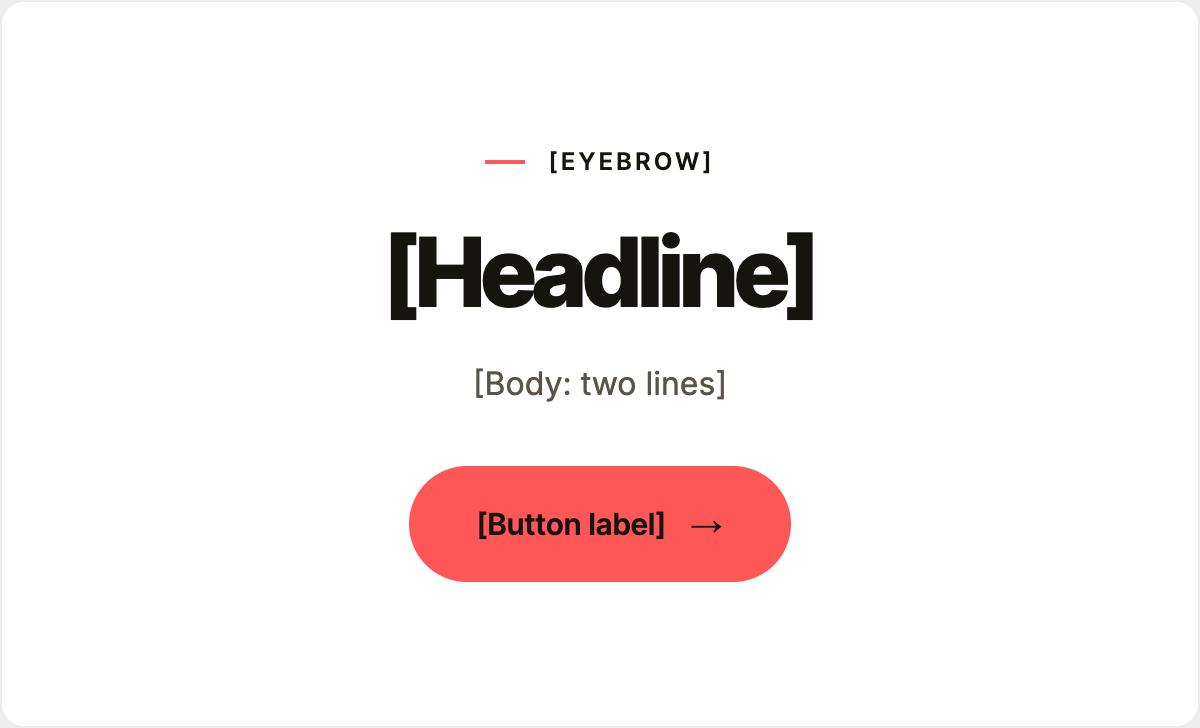 [EYEBROW]
[Headline]
[Body: two lines]
[Button label] →